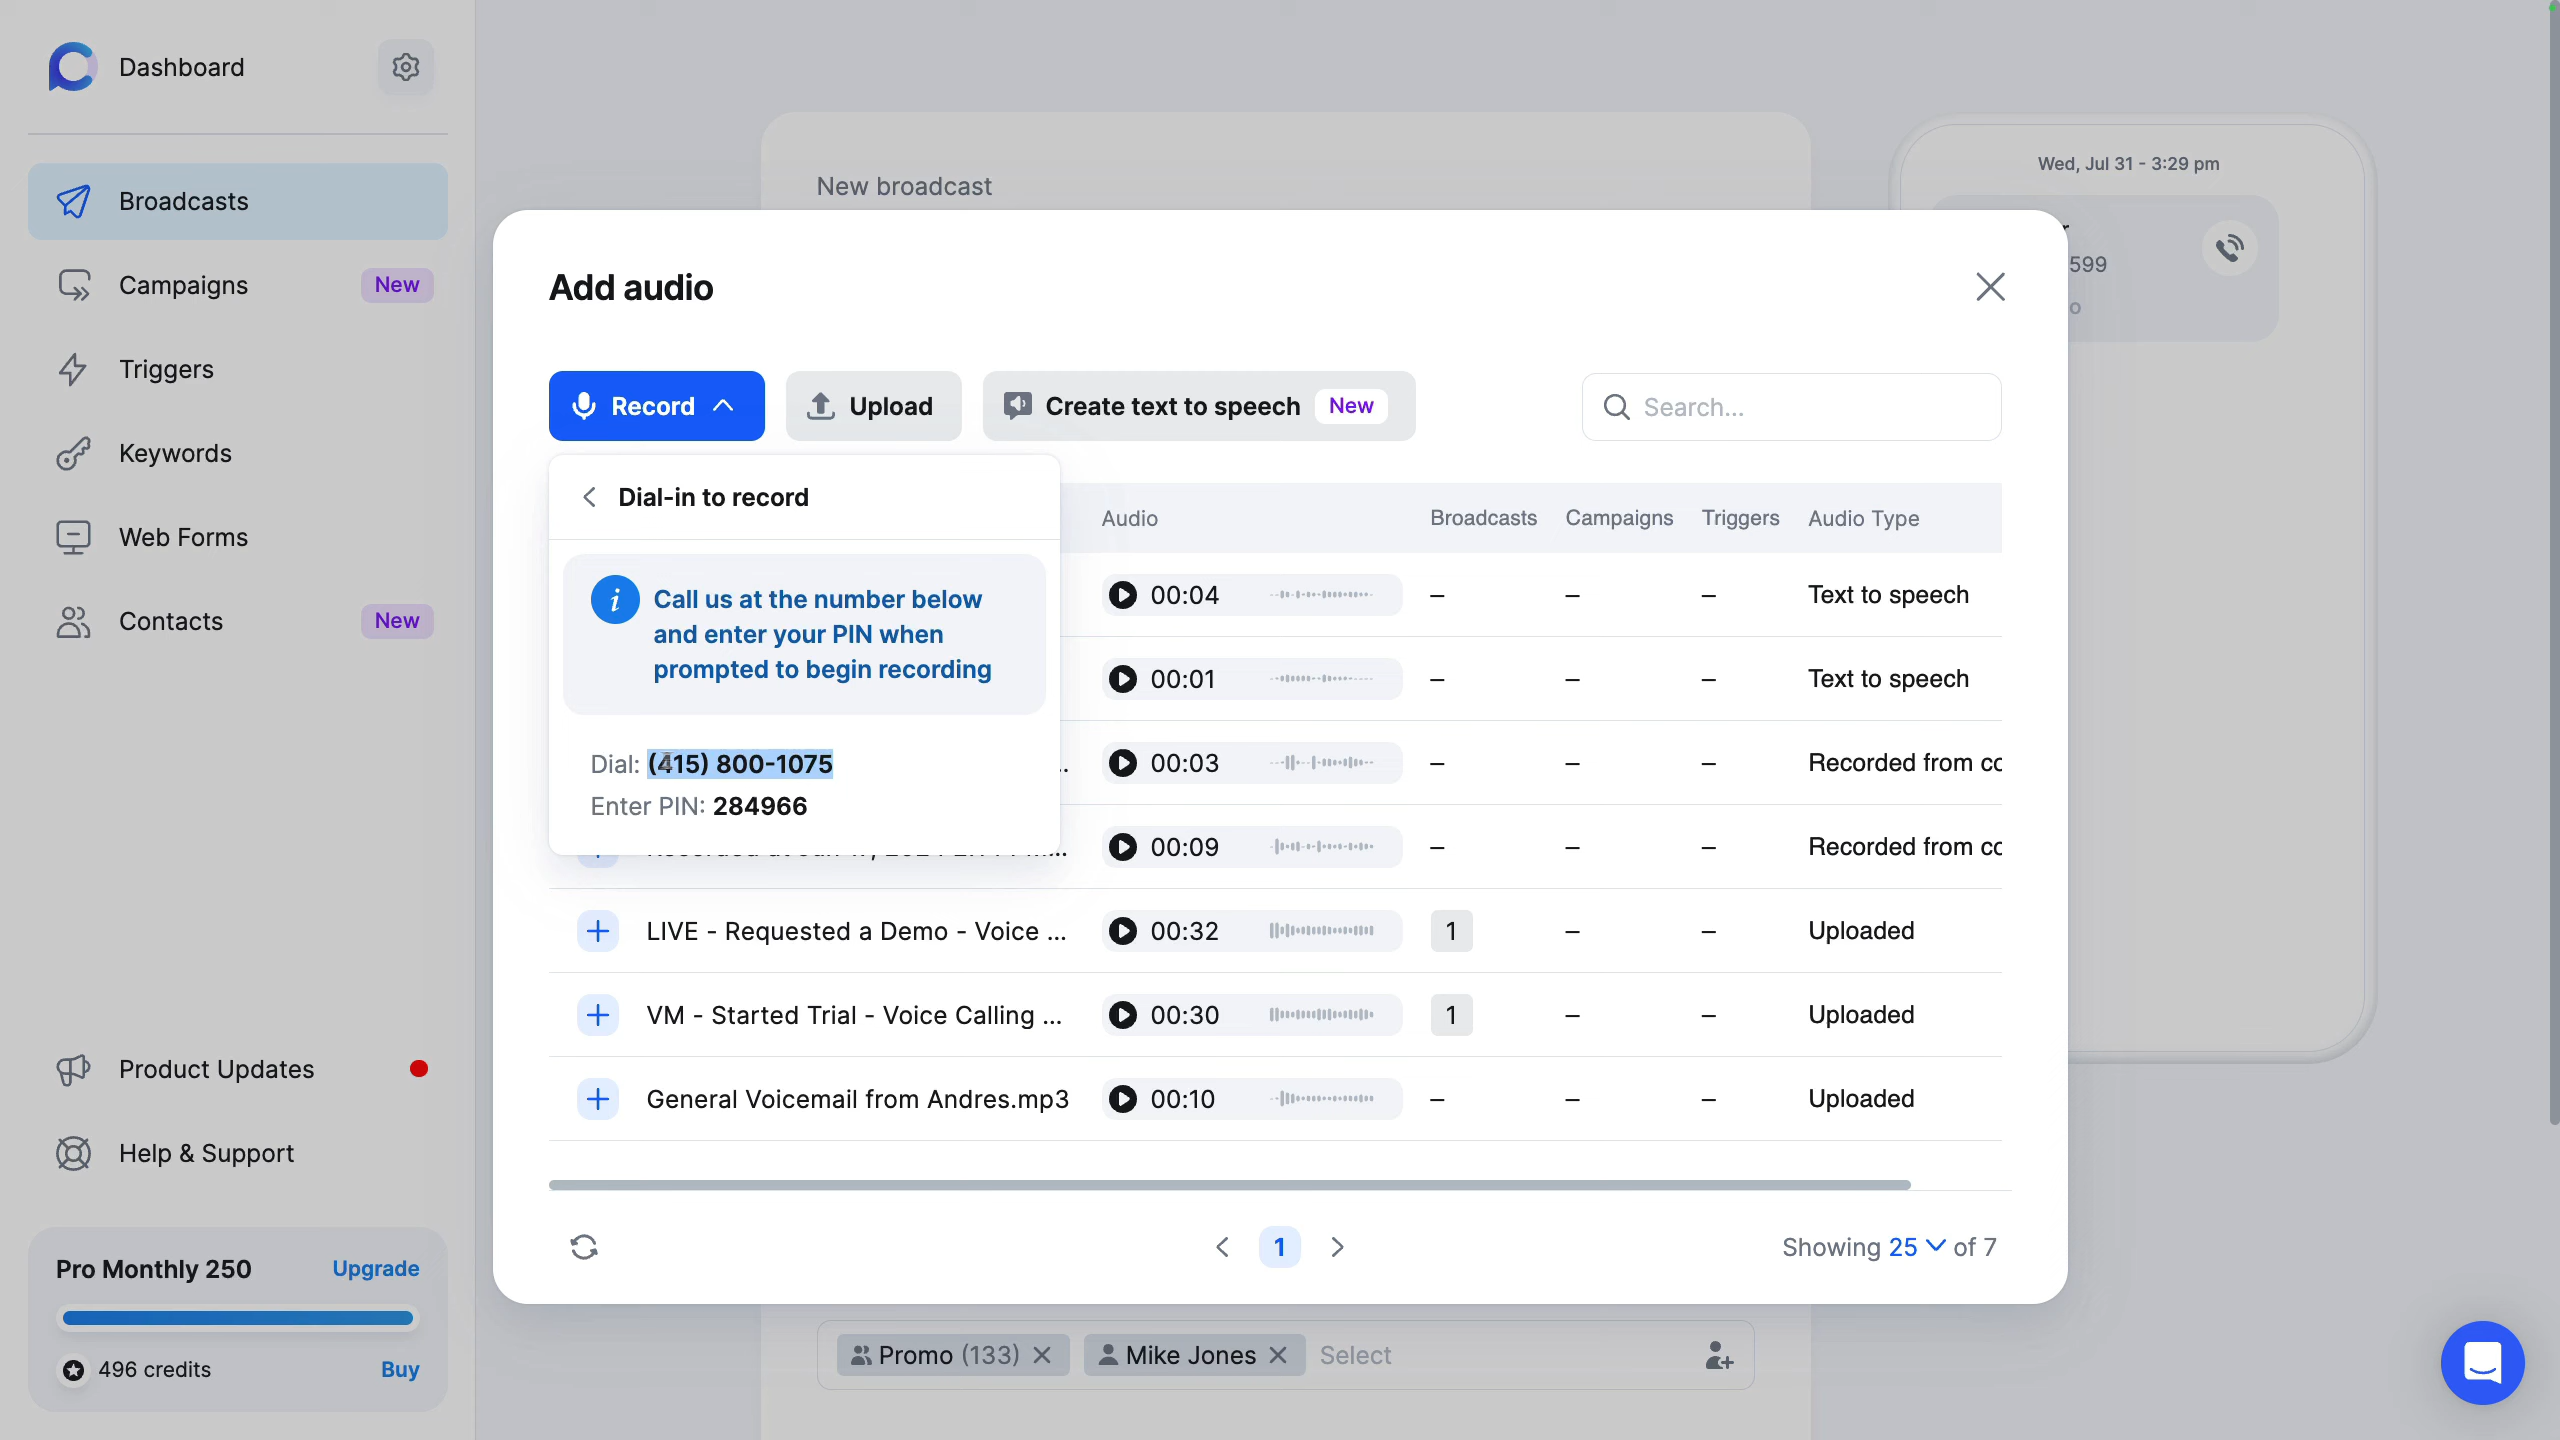 Dashboard
Broadcasts
Campaigns New
Triggers
Keywords
Web Forms
Contacts New
Product Updates
Help & Support
Pro Monthly 250 Upgrade
496 credits Buy
New broadcast
Add audio
Record Upload Create text to speech New Search...
Dial-in to record
Call us at the number below
and enter your PIN when
prompted to begin recording
Dial: (415) 800-1075
Enter PIN: 284966
Audio Broadcasts Campaigns Triggers Audio Type
00:04 – – – Text to speech
00:01 – – – Text to speech
00:03 – – – Recorded from co
00:09 – – – Recorded from co
LIVE - Requested a Demo - Voice ... 00:32 1 – – Uploaded
VM - Started Trial - Voice Calling ... 00:30 1 – – Uploaded
General Voicemail from Andres.mp3 00:10 – – – Uploaded
1 Showing 25 of 7
Promo (133) Mike Jones Select
Wed, Jul 31 - 3:29 pm
599